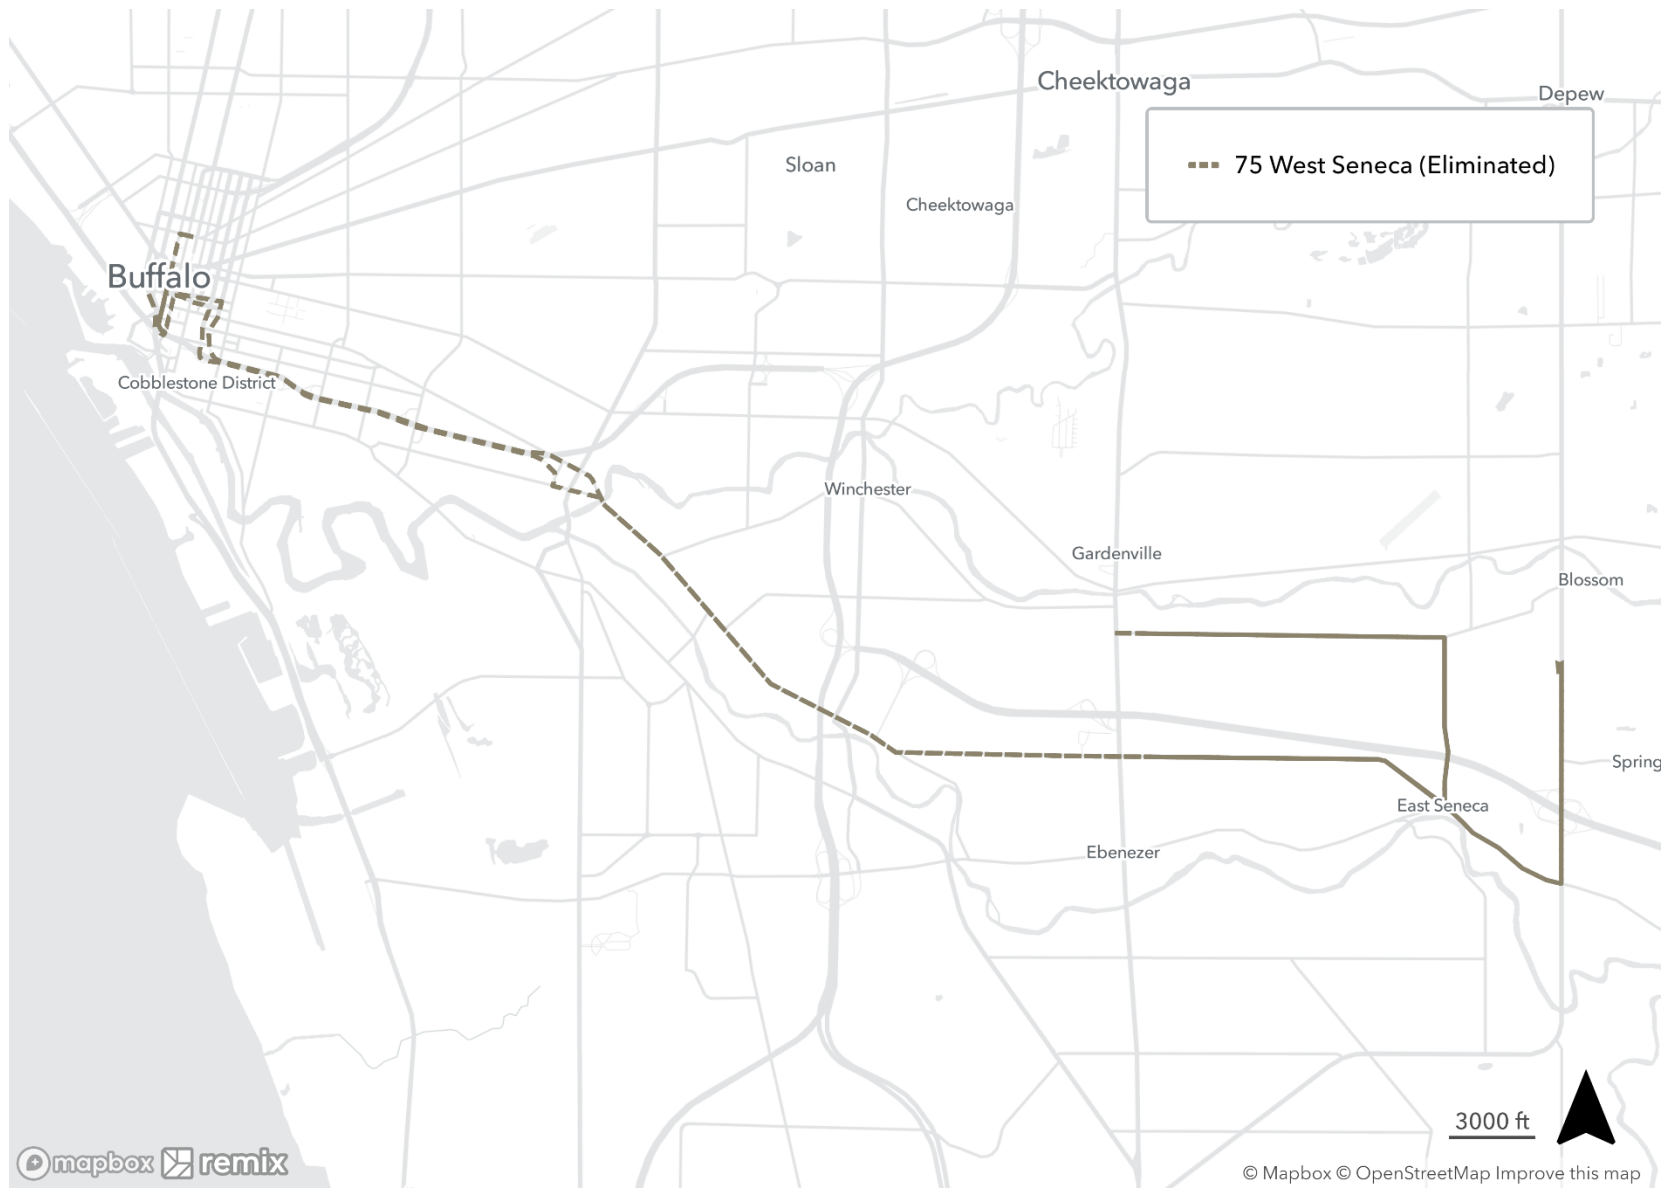 Cheektowaga
Depew
75 West Seneca (Eliminated)
Sloan
Cheektowaga
Buffalo
Cobblestone District
Winchester
Gardenville
Blossom
Spring
East Seneca
Ebenezer
3000 ft
mapbox remix
© Mapbox © OpenStreetMap Improve this map